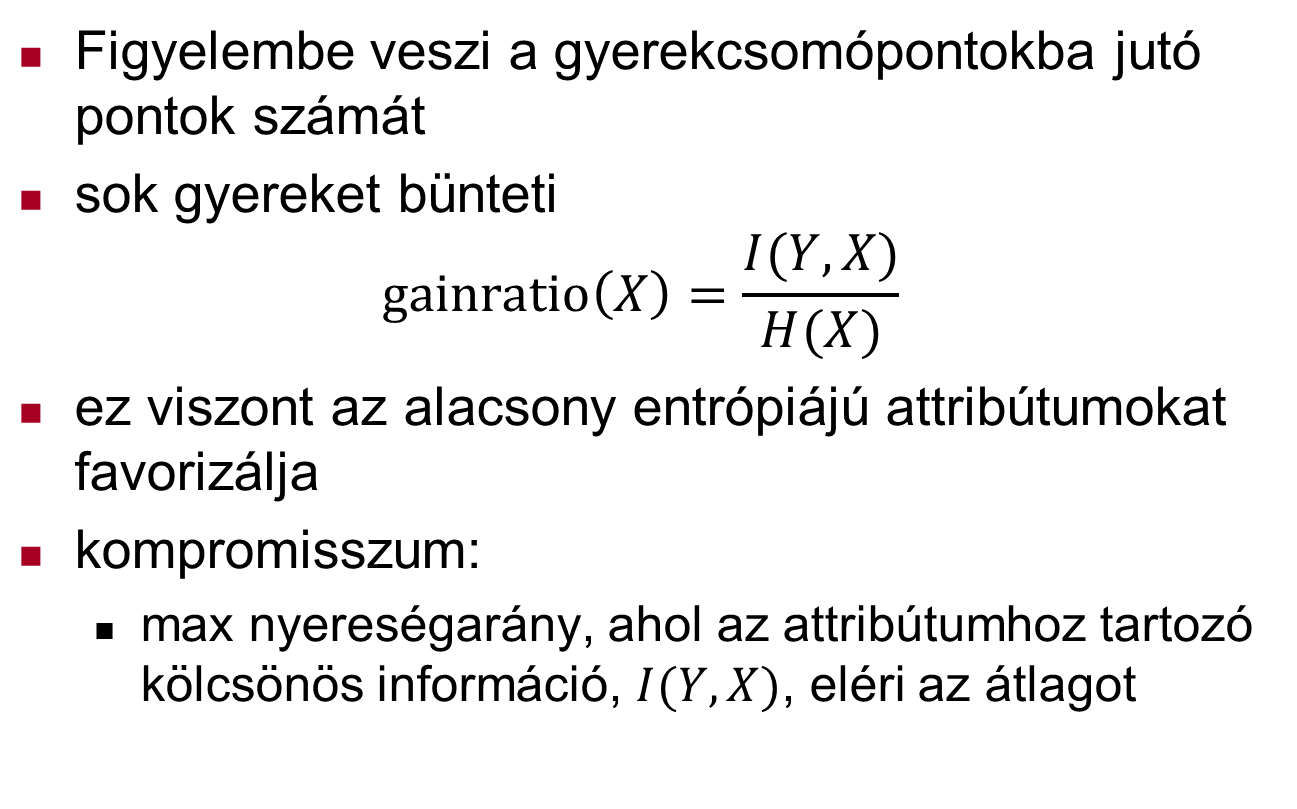 Figyelembe veszi a gyerekcsomópontokba jutó
pontok számát
sok gyereket bünteti
gainratio(X) = I(Y,X) / H(X)
ez viszont az alacsony entrópiájú attribútumokat
favorizálja
kompromisszum:
max nyereségarány, ahol az attribútumhoz tartozó
kölcsönös információ, I(Y,X), eléri az átlagot